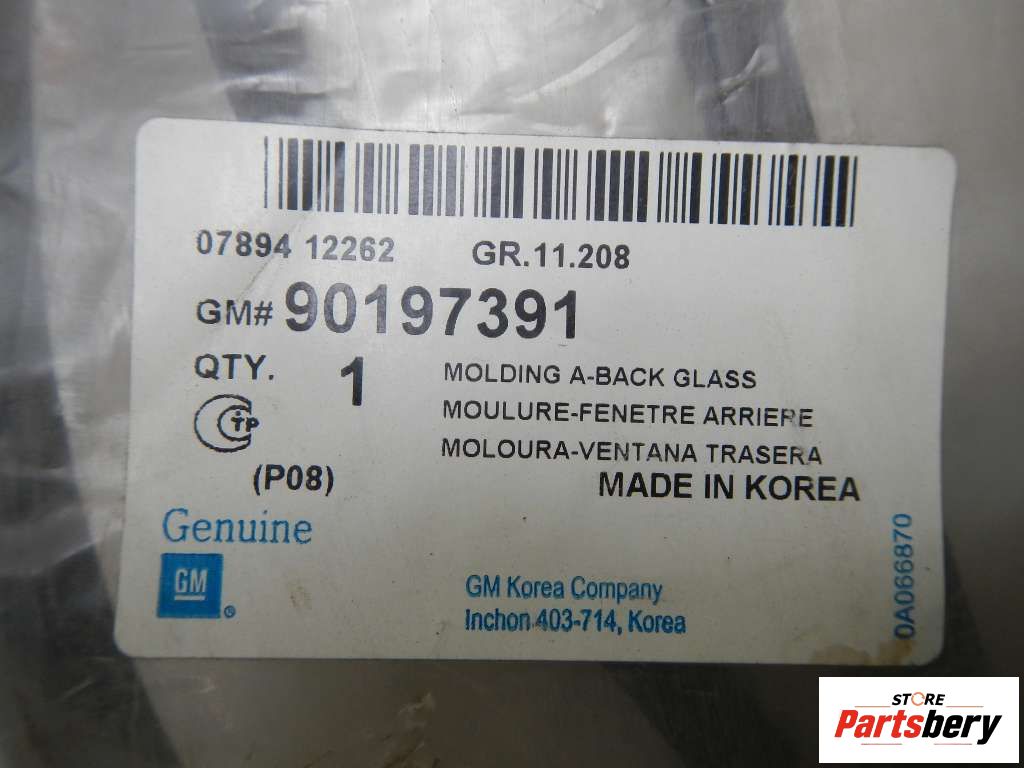 07894 12262 GR.11.208
GM# 90197391
QTY. 1
MOLDING A-BACK GLASS
MOULURE-FENETRE ARRIERE
MOLOURA-VENTANA TRASERA
(P08)
MADE IN KOREA
Genuine
GM®
GM Korea Company
Inchon 403-714, Korea
0A066870
STORE
Partsbery